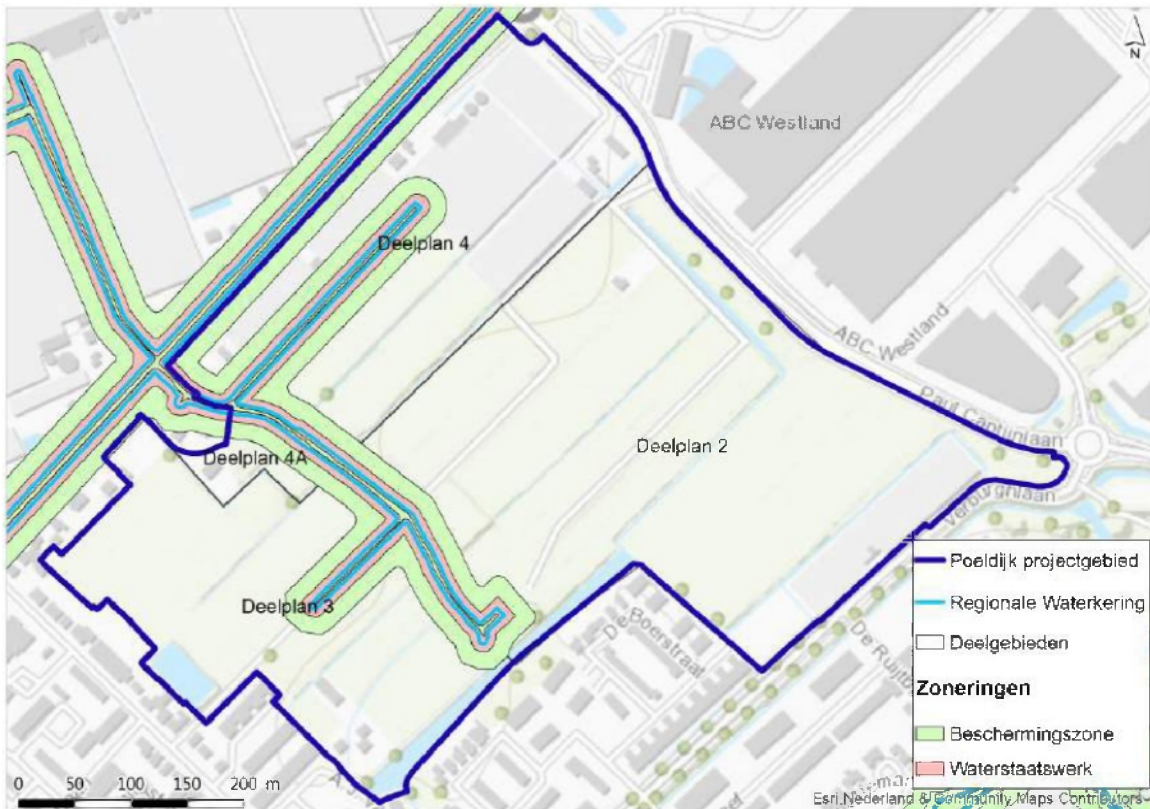 N
ABC Westland
Deelplan 4
ABC Westland
Paul Captijnlaan
Deelplan 2
Deelplan 4A
Verburghlaan
Poeldijk projectgebied
Regionale Waterkering
Deelgebieden
Zoneringen
Beschermingszone
Waterstaatswerk
Deelplan 3
De Boerstraat
De Ruijt
0 50 100 150 200 m
Esri Nederland & Community Maps Contributors